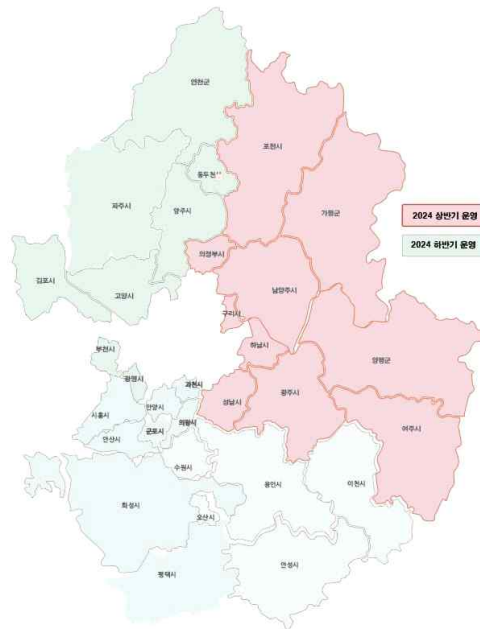 연천군
포천시
동두천시
파주시
양주시
가평군
2024 상반기 운영
2024 하반기 운영
의정부시
김포시
고양시
남양주시
구리시
하남시
부천시
양평군
광명시
과천시
성남시
광주시
안양시
시흥시
여주시
군포시
의왕시
안산시
수원시
용인시
이천시
화성시
오산시
평택시
안성시